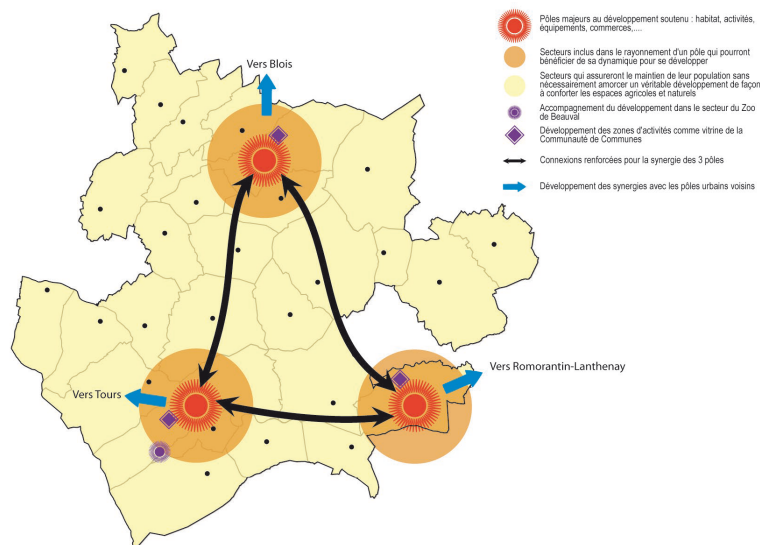 Pôles majeurs au développement soutenu : habitat, activités,
équipements, commerces,....
Secteurs inclus dans le rayonnement d'un pôle qui pourront
bénéficier de sa dynamique pour se développer
Secteurs qui assureront le maintien de leur population sans
nécessairement amorcer un véritable développement de façon
à conforter les espaces agricoles et naturels
Accompagnement du développement dans le secteur du Zoo
de Beauval
Développement des zones d'activités comme vitrine de la
Communauté de Communes
Connexions renforcées pour la synergie des 3 pôles
Développement des synergies avec les pôles urbains voisins
Vers Blois
Vers Romorantin-Lanthenay
Vers Tours